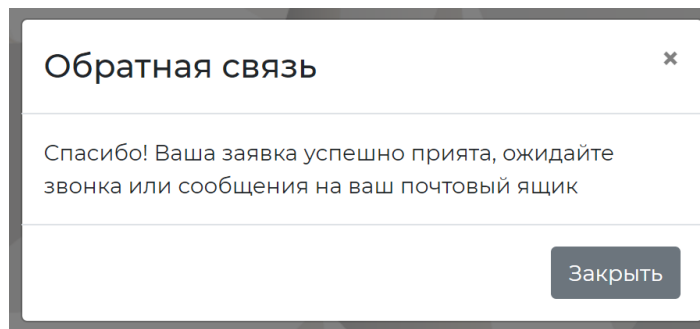 Обратная связь
×
Спасибо! Ваша заявка успешно прията, ожидайте
звонка или сообщения на ваш почтовый ящик
Закрыть